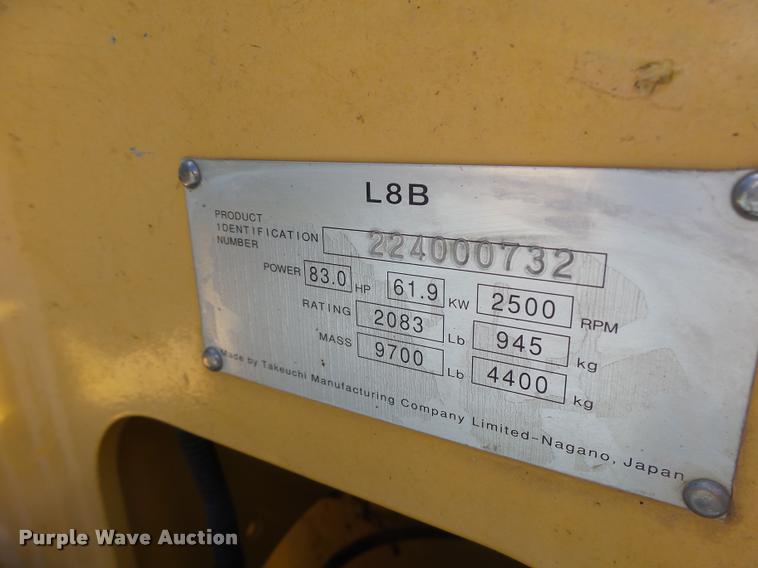 L8B
PRODUCT
IDENTIFICATION 224000732
NUMBER
POWER 83.0 HP 61.9 KW 2500 RPM
RATING 2083 Lb 945 kg
MASS 9700 Lb 4400 kg
Made by Takeuchi Manufacturing Company Limited-Nagano, Japan
Purple Wave Auction